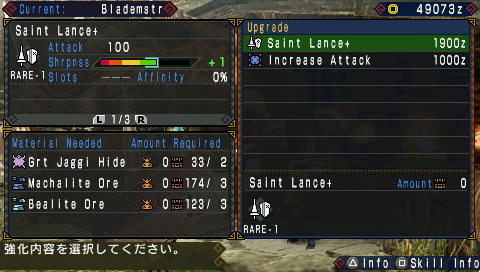 Current: Blademstr
49073z
Saint Lance+
Attack 100
Shrpnss +1
RARE-1
Slots --- Affinity 0%
L 1/3 R
Material Needed Amount Required
Grt Jaggi Hide 0 33/ 2
Machalite Ore 0 174/ 3
Bealite Ore 0 123/ 3
Upgrade
Saint Lance+ 1900z
Increase Attack 1000z
Saint Lance+ Amount 0
RARE-1
強化内容を選択してください。
Info Skill Info